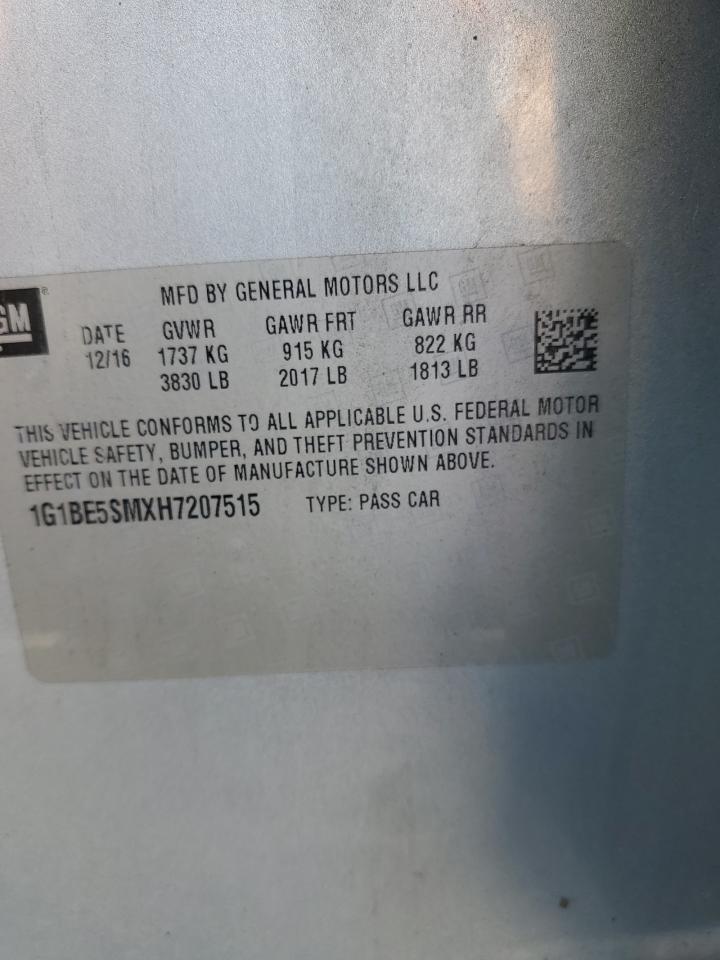 GM ®
MFD BY GENERAL MOTORS LLC
DATE GVWR GAWR FRT GAWR RR
12/16 1737 KG 915 KG 822 KG
3830 LB 2017 LB 1813 LB
THIS VEHICLE CONFORMS TO ALL APPLICABLE U.S. FEDERAL MOTOR
VEHICLE SAFETY, BUMPER, AND THEFT PREVENTION STANDARDS IN
EFFECT ON THE DATE OF MANUFACTURE SHOWN ABOVE.
1G1BE5SMXH7207515 TYPE: PASS CAR